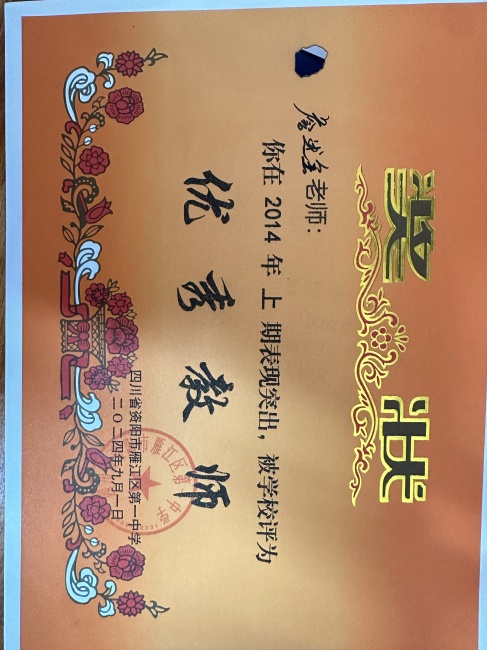 奖状
老师：
你在 2014 年 上 期表现突出，被学校评为
优秀教师
四川省资阳市雁江区第一中学
二O二四年九月一日